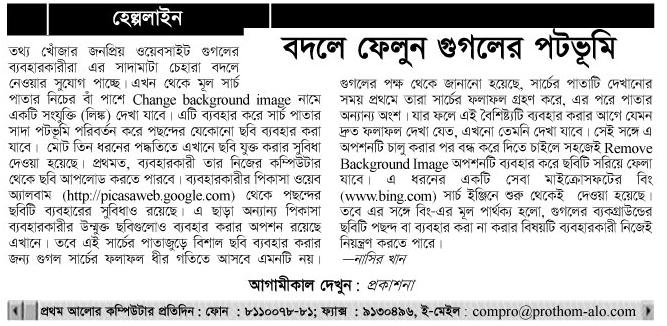 হেল্পলাইন
বদলে ফেলুন গুগলের পটভূমি
তথ্য খোঁজার জনপ্রিয় ওয়েবসাইট গুগলের
ব্যবহারকারীরা এর সাদামাটা চেহারা বদলে
নেওয়ার সুযোগ পাচ্ছে। এখন থেকে মূল সার্চ
পাতার নিচের বাঁ পাশে Change background image নামে
একটি সংযুক্তি (লিঙ্ক) দেখা যাবে। এটি ব্যবহার করে সার্চ পাতার
সাদা পটভূমি পরিবর্তন করে পছন্দের যেকোনো ছবি ব্যবহার করা
যাবে। মোট তিন ধরনের পদ্ধতিতে এখানে ছবি যুক্ত করার সুবিধা
দেওয়া হয়েছে। প্রথমত, ব্যবহারকারী তার নিজের কম্পিউটার
থেকে ছবি আপলোড করতে পারবে। ব্যবহারকারীর পিকাসা ওয়েব
অ্যালবাম (http://picasaweb.google.com) থেকে পছন্দের
ছবিটি ব্যবহারের সুবিধাও রয়েছে। এ ছাড়া অন্যান্য পিকাসা
ব্যবহারকারীর উন্মুক্ত ছবিগুলোও ব্যবহার করার অপশন রয়েছে
এখানে। তবে এই সার্চের পাতাজুড়ে বিশাল ছবি ব্যবহার করার
জন্য গুগল সার্চের ফলাফল ধীর গতিতে আসবে এমনটি নয়।
গুগলের পক্ষ থেকে জানানো হয়েছে, সার্চের পাতাটি দেখানোর
সময় প্রথমে তারা সার্চের ফলাফল গ্রহণ করে, এর পরে পাতার
অন্যান্য অংশ। যার ফলে এই বৈশিষ্ট্যটি ব্যবহার করার আগে যেমন
দ্রুত ফলাফল দেখা যেত, এখনো তেমনি দেখা যাবে। সেই সঙ্গে এ
অপশনটি চালু করার পর বন্ধ করে দিতে চাইলে সহজেই Remove
Background Image অপশনটি ব্যবহার করে ছবিটি সরিয়ে ফেলা
যাবে। এ ধরনের একটি সেবা মাইক্রোসফটের বিং
(www.bing.com) সার্চ ইঞ্জিনে শুরু থেকেই দেওয়া হয়েছে।
তবে এর সঙ্গে বিং-এর মূল পার্থক্য হলো, গুগলের ব্যকগ্রাউন্ডের
ছবিটি পছন্দ বা ব্যবহার করা না করার বিষয়টি ব্যবহারকারী নিজেই
নিয়ন্ত্রণ করতে পারে।
—নাসির খান
আগামীকাল দেখুন : প্রকাশনা
প্রথম আলোর কম্পিউটার প্রতিদিন : ফোন : ৮১১০০৭৮-৮১; ফ্যাক্স : ৯১৩০৪৯৬, ই-মেইল : compro@prothom-alo.com